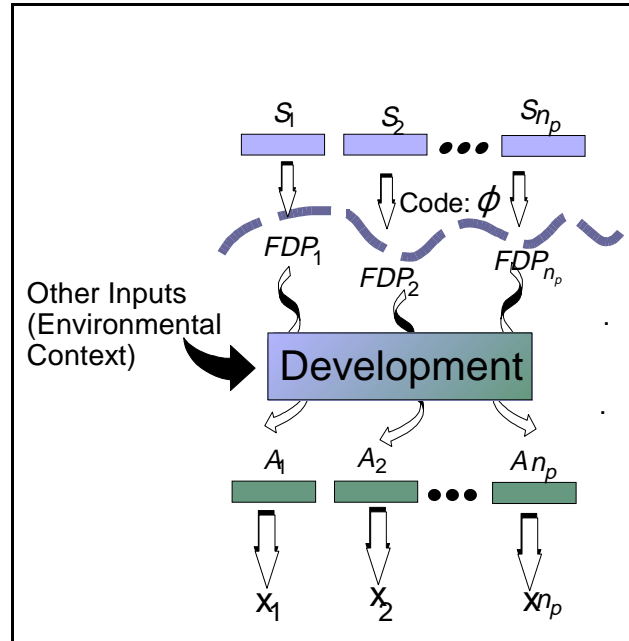 S1 S2 ••• Snp
Code: ϕ
FDP1 FDP2 FDPnp
Other Inputs
(Environmental
Context)
Development
A1 A2 ••• Anp
x1 x2 xnp